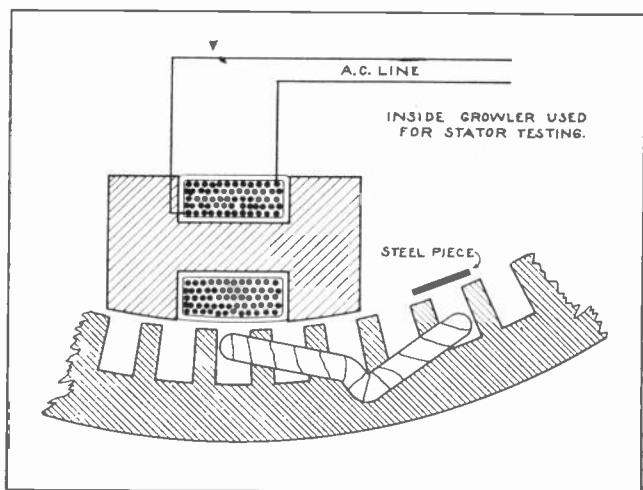 A.C. LINE
INSIDE GROWLER USED
FOR STATOR TESTING.
STEEL PIECE